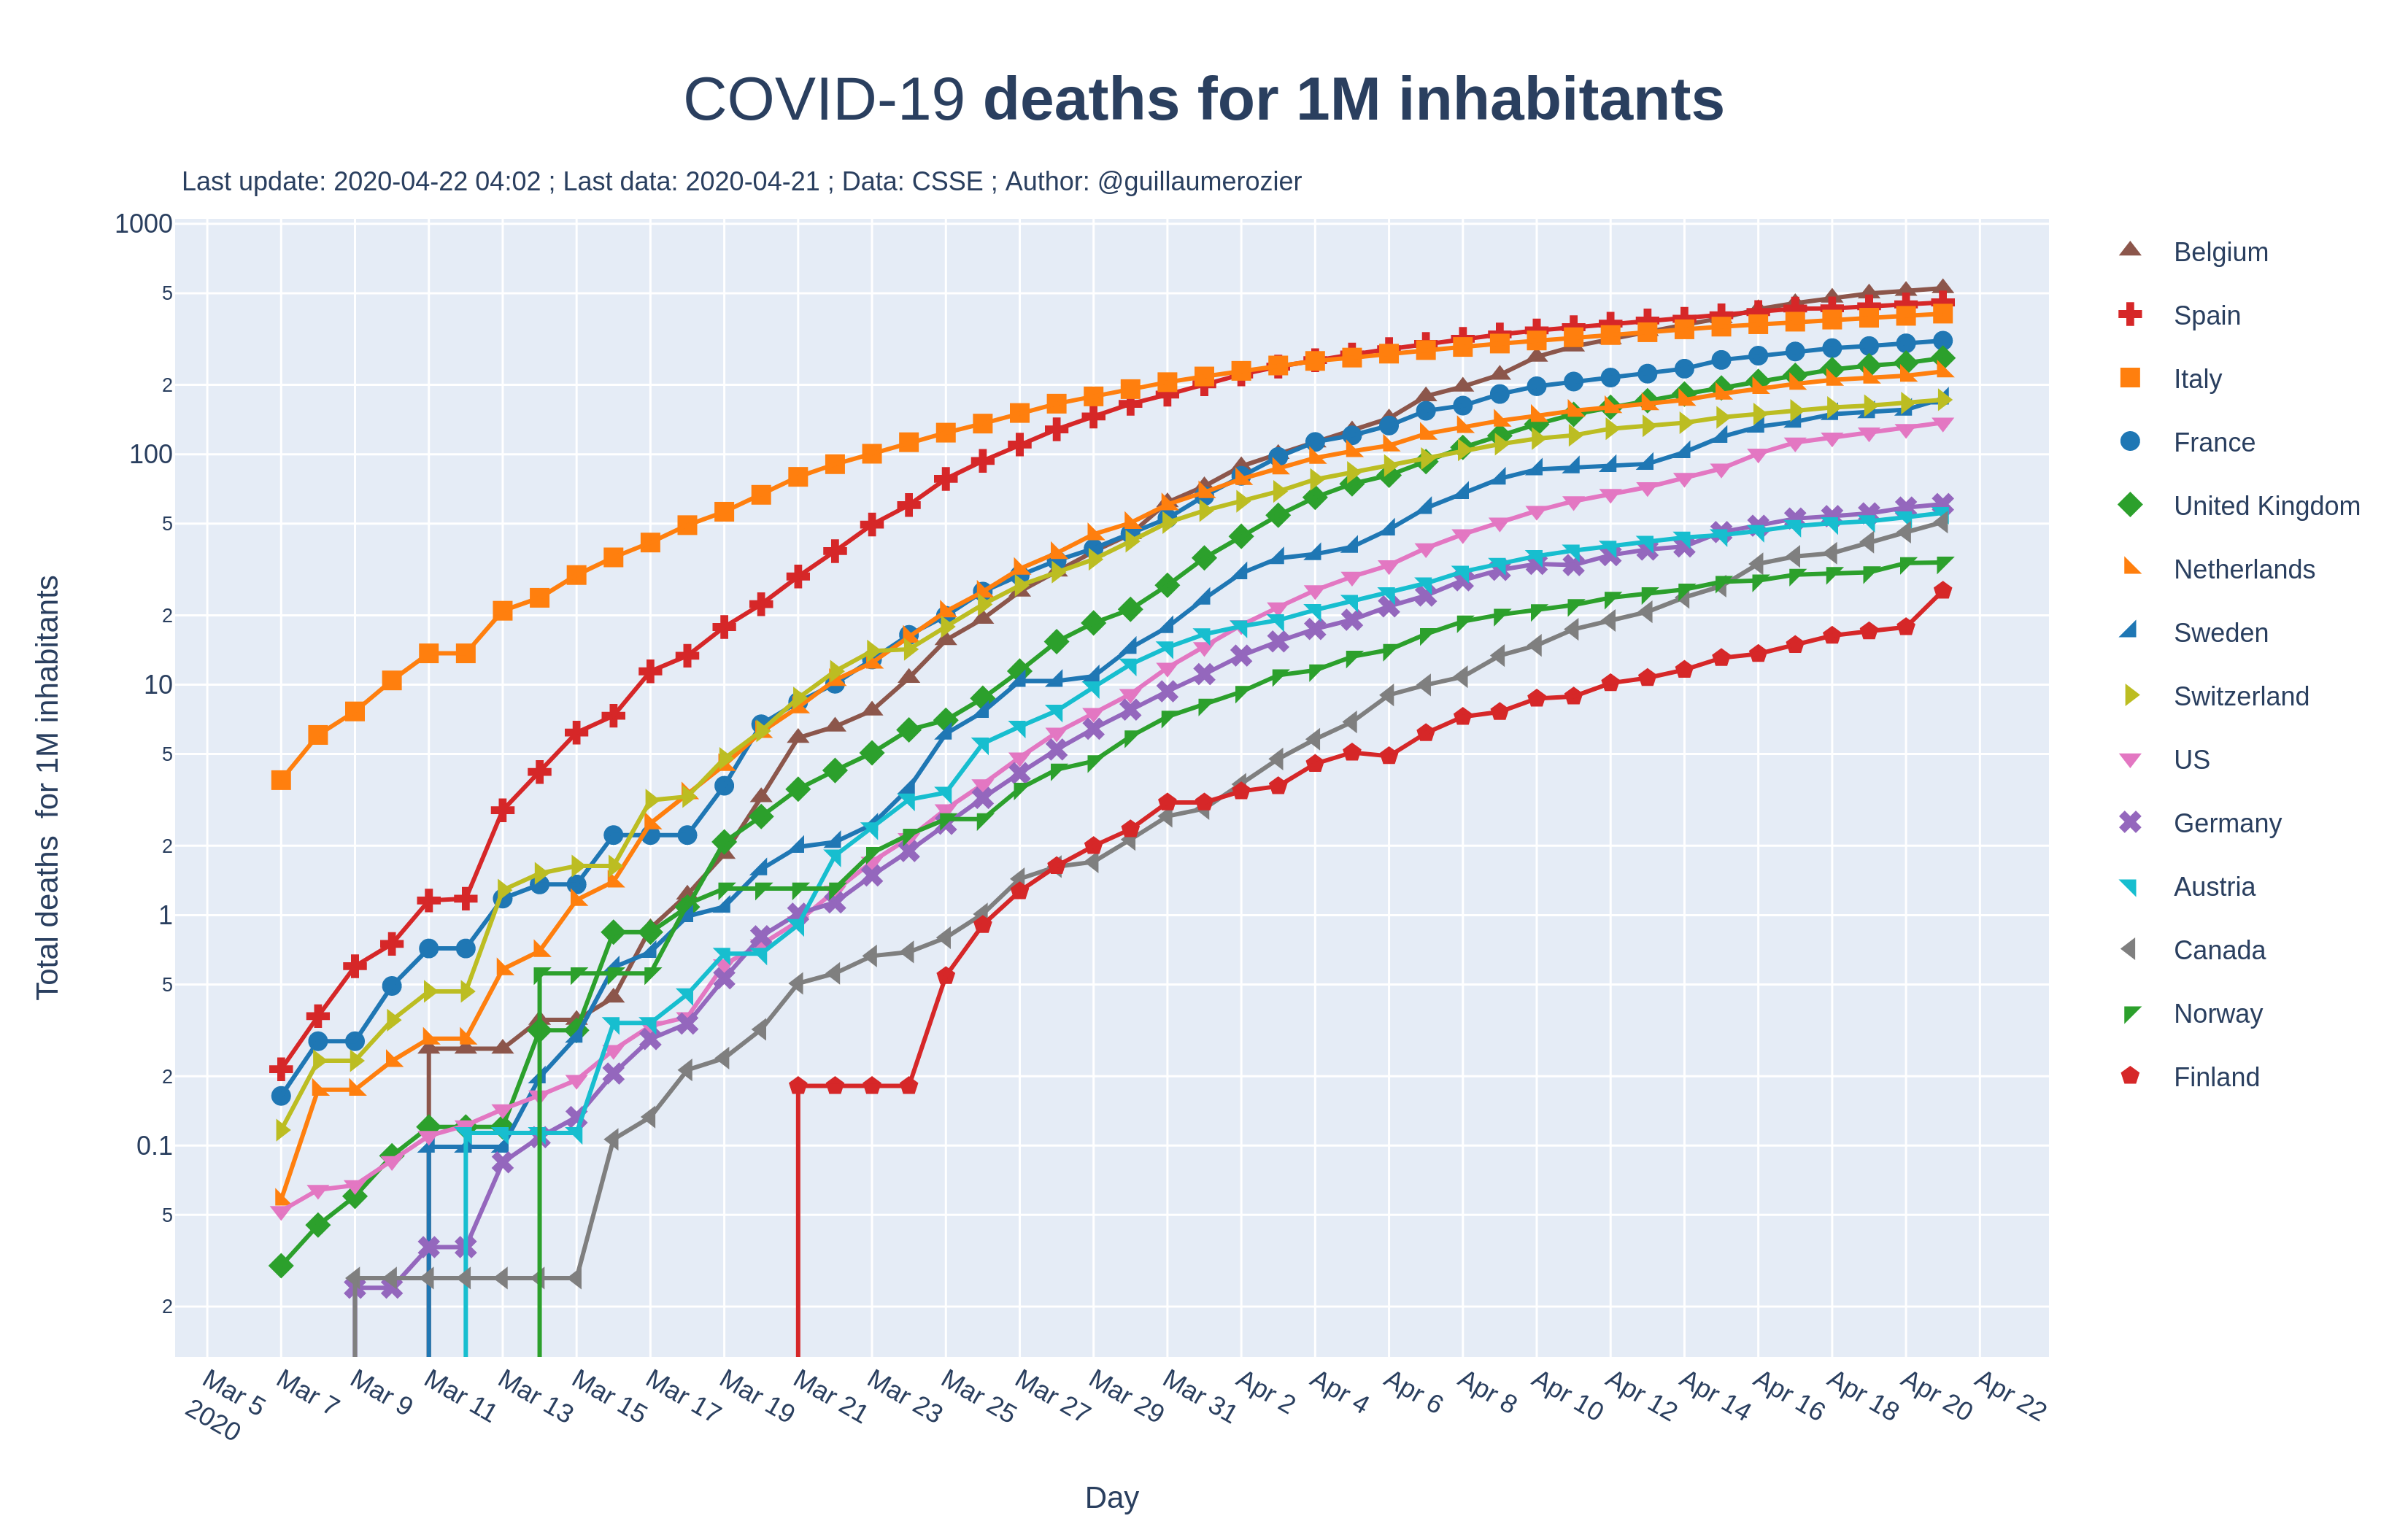 COVID-19 deaths for 1M inhabitants
Last update: 2020-04-22 04:02 ; Last data: 2020-04-21 ; Data: CSSE ; Author: @guillaumerozier
1000
5
2
100
5
2
10
5
2
1
5
2
0.1
5
2
Total deaths for 1M inhabitants
Mar 5
2020
Mar 7
Mar 9
Mar 11
Mar 13
Mar 15
Mar 17
Mar 19
Mar 21
Mar 23
Mar 25
Mar 27
Mar 29
Mar 31
Apr 2
Apr 4
Apr 6
Apr 8
Apr 10
Apr 12
Apr 14
Apr 16
Apr 18
Apr 20
Apr 22
Day
Belgium
Spain
Italy
France
United Kingdom
Netherlands
Sweden
Switzerland
US
Germany
Austria
Canada
Norway
Finland